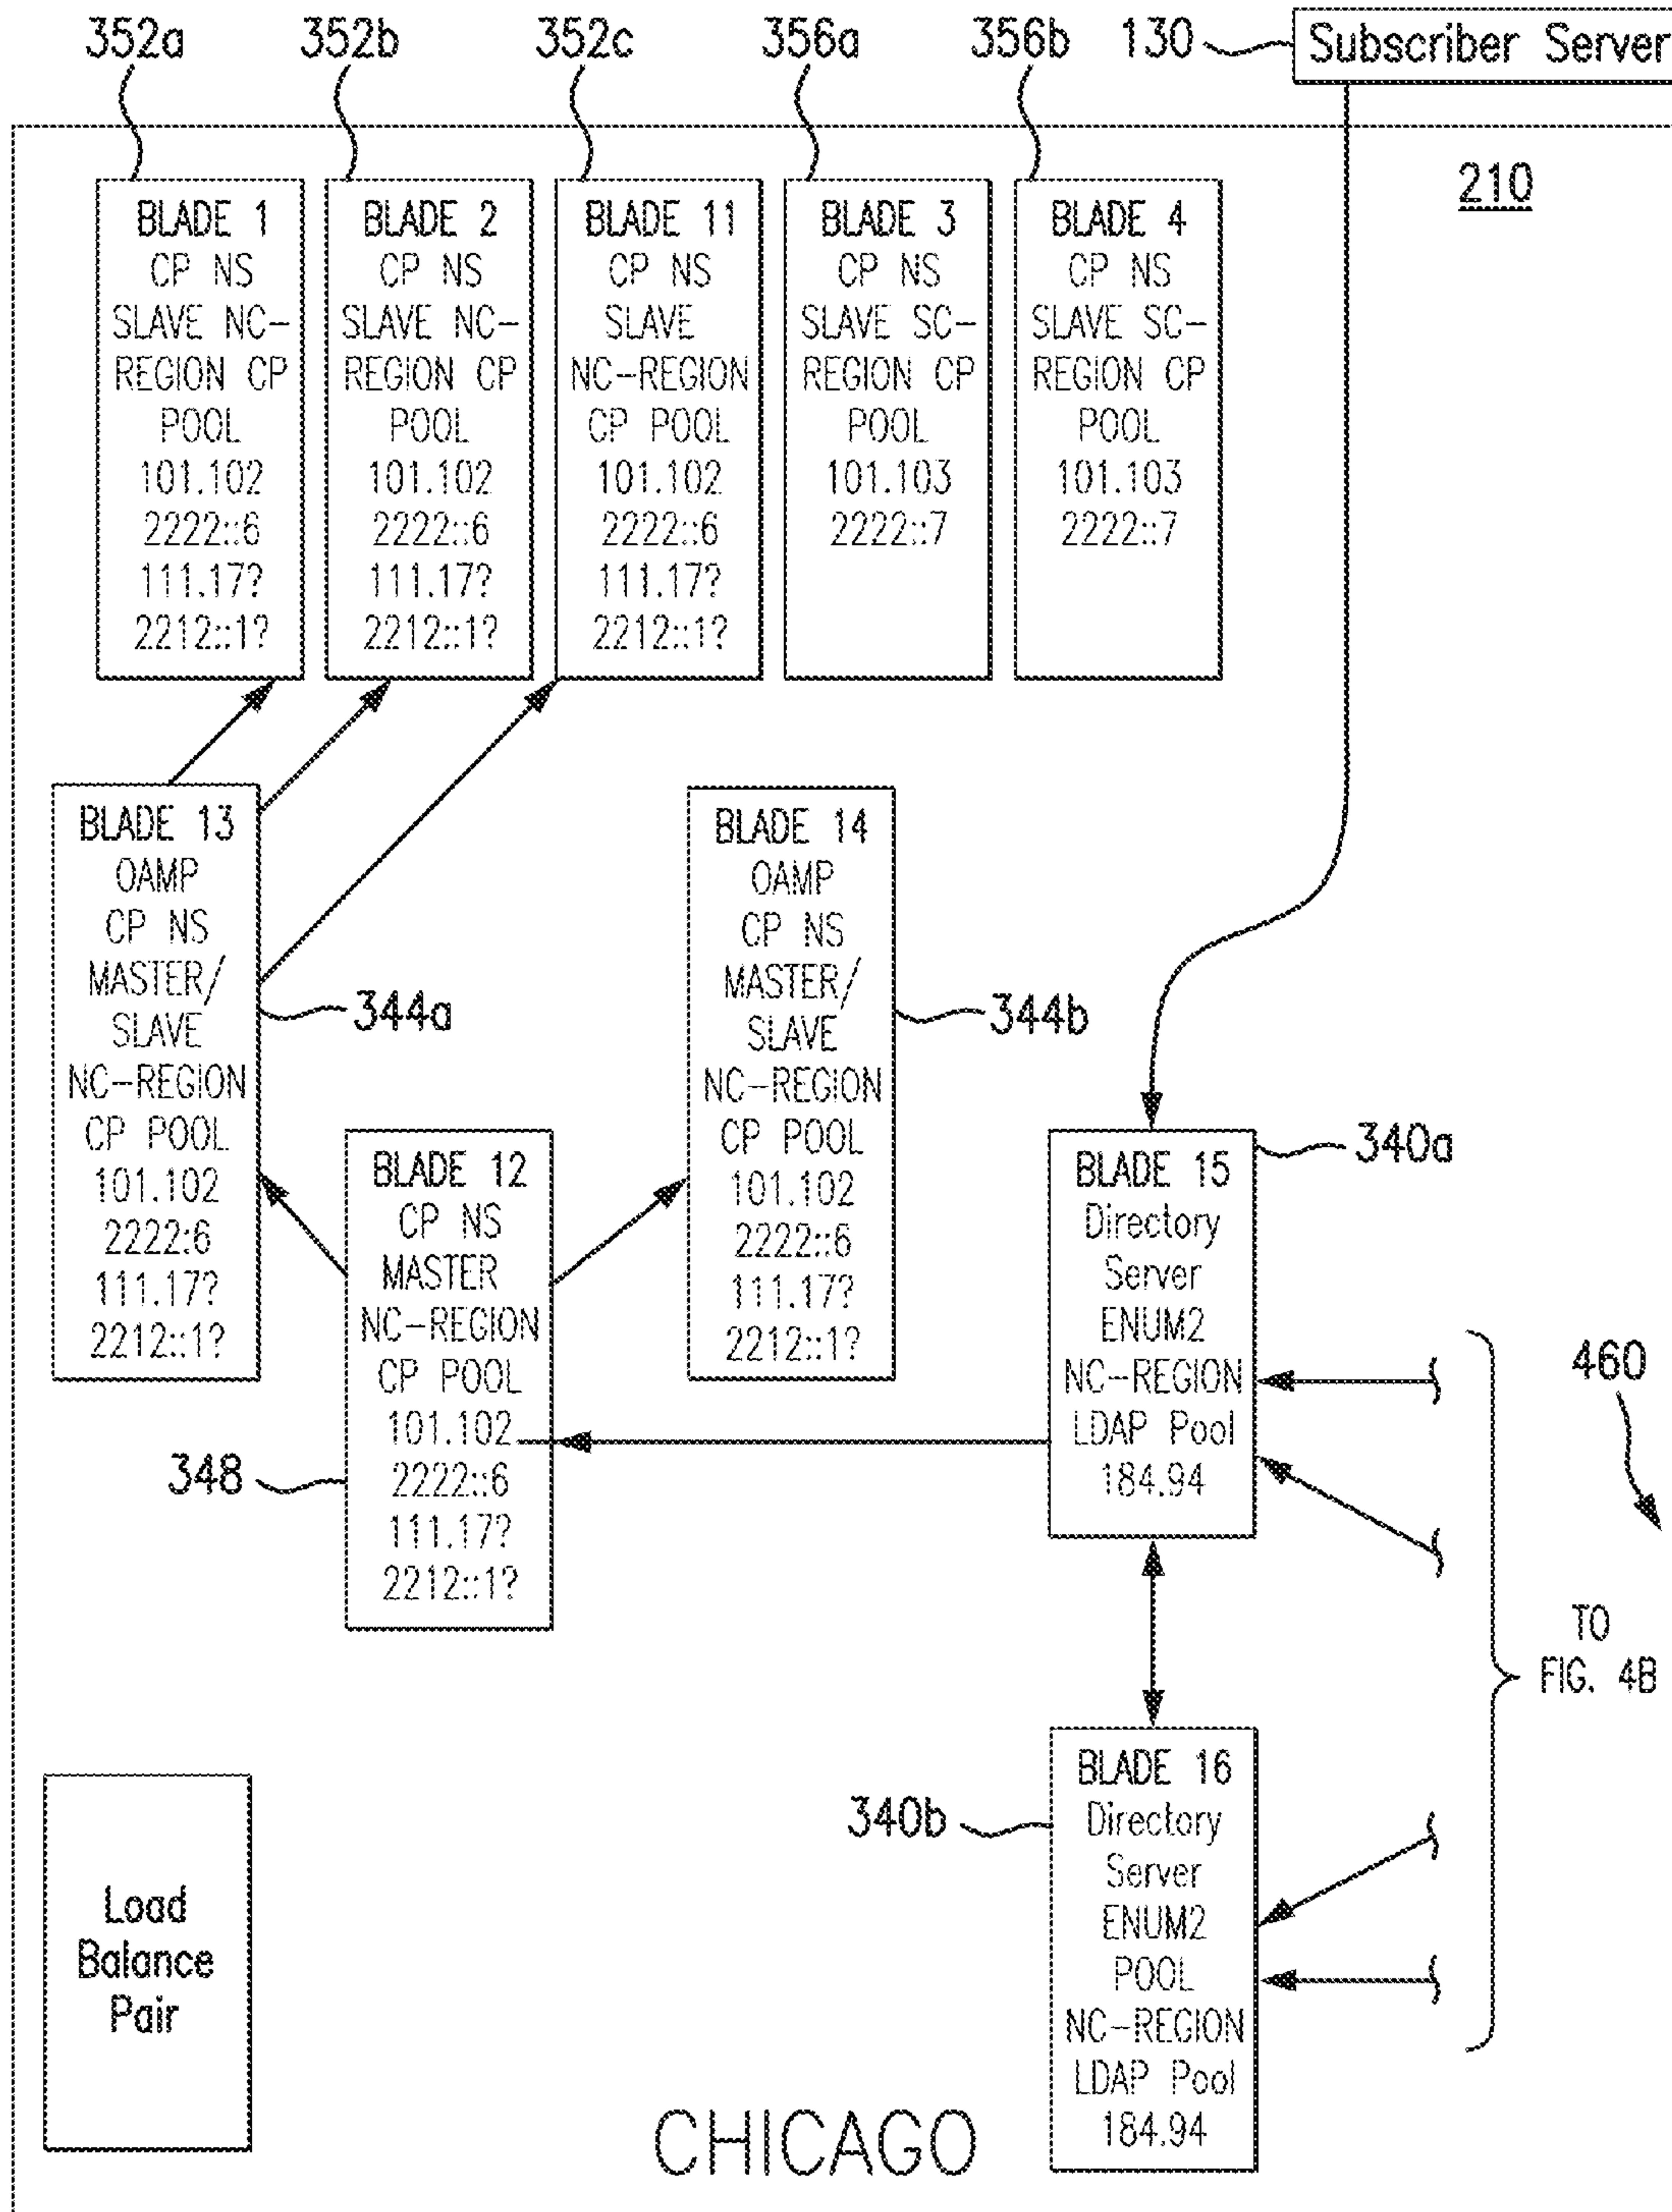 352a
352b
352c
356a
356b
130
Subscriber Server
210
BLADE 1
CP NS
SLAVE NC-
REGION CP
POOL
101.102
2222::6
111.17?
2212::1?
BLADE 2
CP NS
SLAVE NC-
REGION CP
POOL
101.102
2222::6
111.17?
2212::1?
BLADE 11
CP NS
SLAVE
NC-REGION
CP POOL
101.102
2222::6
111.17?
2212::1?
BLADE 3
CP NS
SLAVE SC-
REGION CP
POOL
101.103
2222::7
BLADE 4
CP NS
SLAVE SC-
REGION CP
POOL
101.103
2222::7
BLADE 13
OAMP
CP NS
MASTER/
SLAVE
NC-REGION
CP POOL
101.102
2222:6
111.17?
2212::1?
344a
BLADE 14
OAMP
CP NS
MASTER/
SLAVE
NC-REGION
CP POOL
101.102
2222::6
111.17?
2212::1?
344b
BLADE 12
CP NS
MASTER
NC-REGION
CP POOL
101.102
2222::6
111.17?
2212::1?
348
BLADE 15
Directory
Server
ENUM2
NC-REGION
LDAP Pool
184.94
340a
460
TO
FIG. 4B
BLADE 16
Directory
Server
ENUM2
POOL
NC-REGION
LDAP Pool
184.94
340b
Load
Balance
Pair
CHICAGO